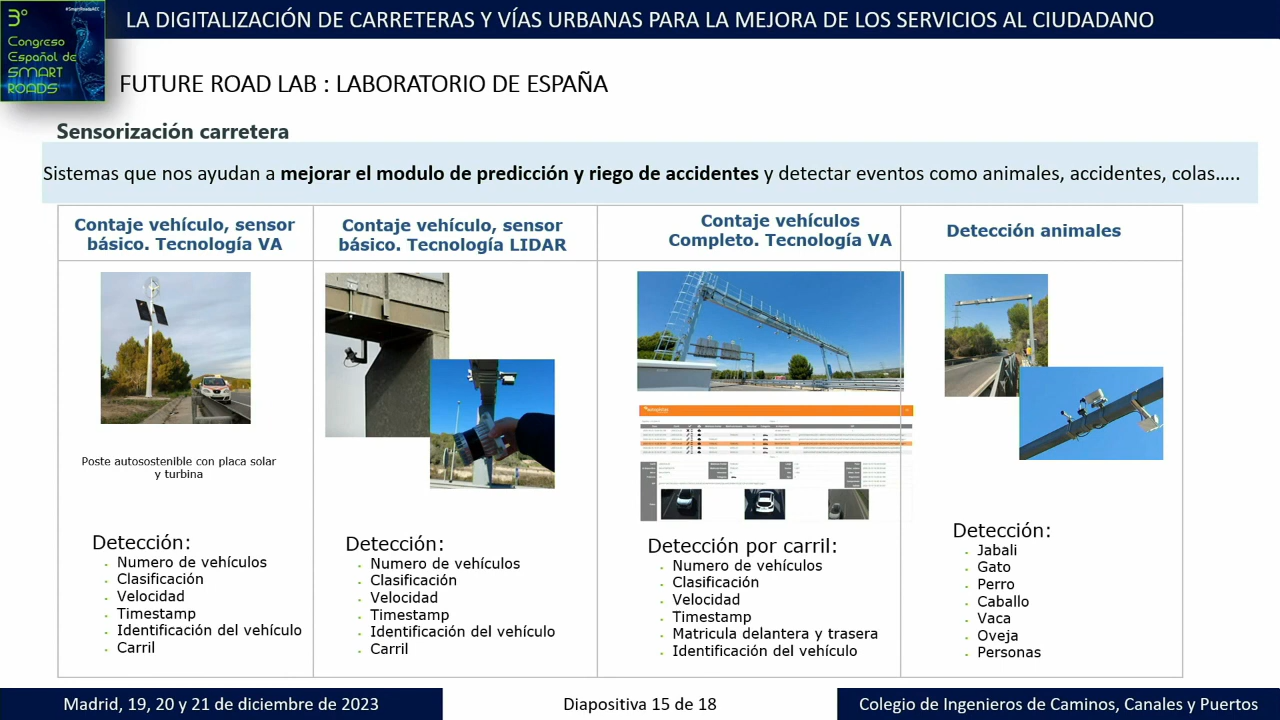 3º
Congreso
Español de
SMART
ROADS
#SmartRoadsAEC
LA DIGITALIZACIÓN DE CARRETERAS Y VÍAS URBANAS PARA LA MEJORA DE LOS SERVICIOS AL CIUDADANO
FUTURE ROAD LAB : LABORATORIO DE ESPAÑA
Sensorización carretera
Sistemas que nos ayudan a mejorar el modulo de predicción y riego de accidentes y detectar eventos como animales, accidentes, colas…..
Contaje vehículo, sensor
básico. Tecnología VA
Poste autosostenible con placa solar
y turbina
Detección:
Numero de vehículos
Clasificación
Velocidad
Timestamp
Identificación del vehículo
Carril
Contaje vehículo, sensor
básico. Tecnología LIDAR
Detección:
Numero de vehículos
Clasificación
Velocidad
Timestamp
Identificación del vehículo
Carril
Contaje vehículos
Completo. Tecnología VA
Detección por carril:
Numero de vehículos
Clasificación
Velocidad
Timestamp
Matricula delantera y trasera
Identificación del vehículo
Detección animales
Detección:
Jabali
Gato
Perro
Caballo
Vaca
Oveja
Personas
Madrid, 19, 20 y 21 de diciembre de 2023
Diapositiva 15 de 18
Colegio de Ingenieros de Caminos, Canales y Puertos